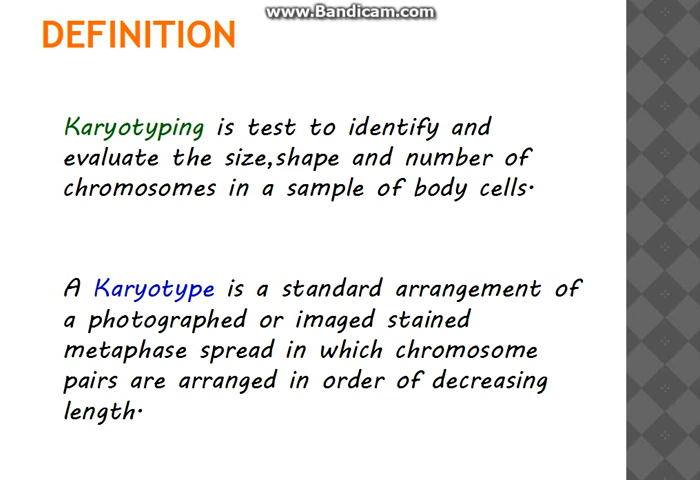 www.Bandicam.com
DEFINITION
Karyotyping is test to identify and
evaluate the size,shape and number of
chromosomes in a sample of body cells.
A Karyotype is a standard arrangement of
a photographed or imaged stained
metaphase spread in which chromosome
pairs are arranged in order of decreasing
length.